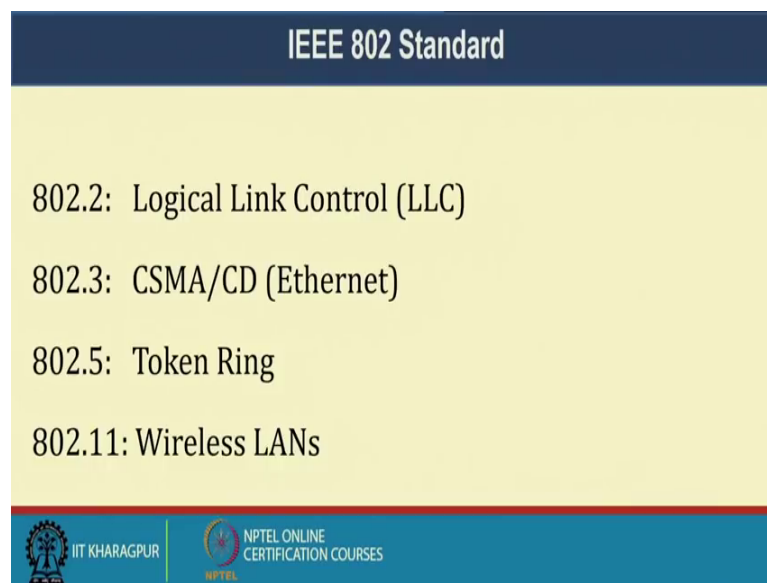 IEEE 802 Standard
802.2: Logical Link Control (LLC)
802.3: CSMA/CD (Ethernet)
802.5: Token Ring
802.11: Wireless LANs
IIT KHARAGPUR
NPTEL
NPTEL ONLINE
CERTIFICATION COURSES